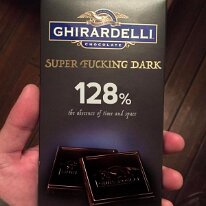 GHIRARDELLI
CHOCOLATE
SUPER FUCKING DARK
128%
the absence of time and space